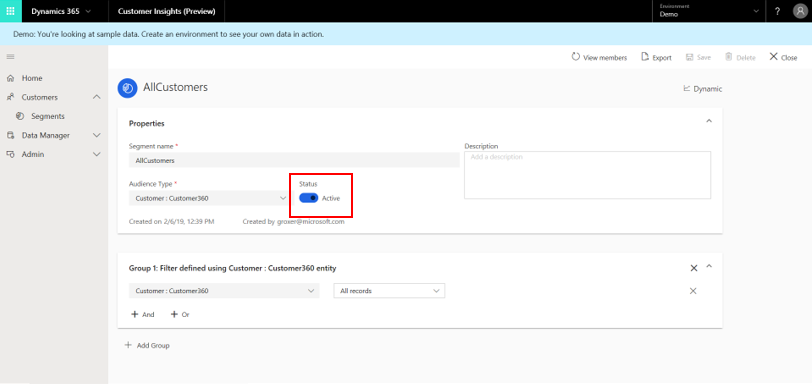 Dynamics 365
Customer Insights (Preview)
Environment
Demo
?
Demo: You're looking at sample data. Create an environment to see your own data in action.
View members
Export
Save
Delete
Close
Home
Customers
Segments
Data Manager
Admin
AllCustomers
Dynamic
Properties
Segment name *
AllCustomers
Description
Add a description
Audience Type *
Customer : Customer360
Status
Active
Created on 2/6/19, 12:39 PM
Created by groxer@microsoft.com
Group 1: Filter defined using Customer : Customer360 entity
Customer : Customer360
All records
And
Or
Add Group